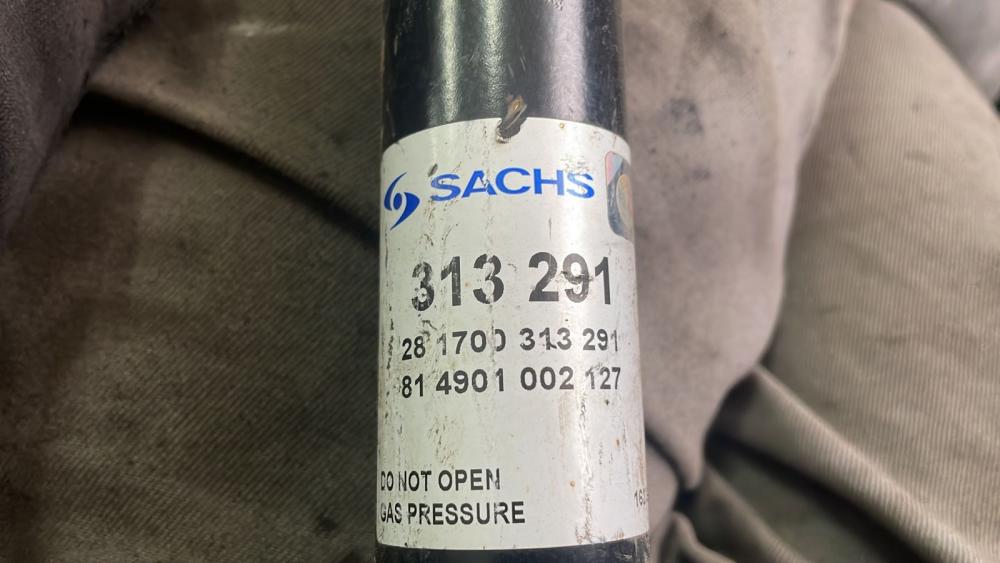 SACHS
313 291
28 1700 313 291
81 4901 002 127
DO NOT OPEN
GAS PRESSURE